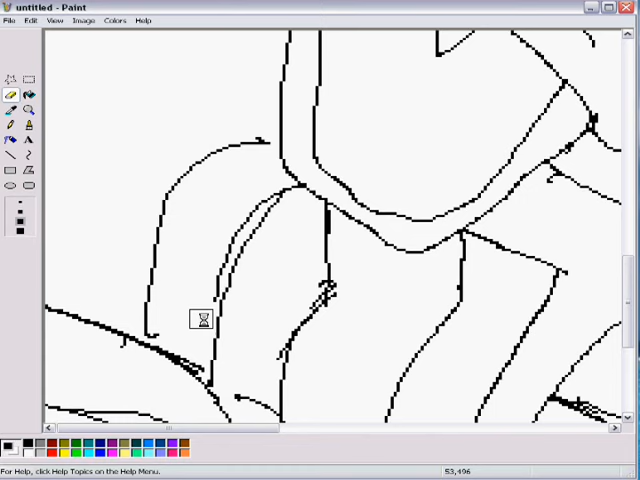 untitled - Paint
File Edit View Image Colors Help
A
For Help, click Help Topics on the Help Menu.
53,496